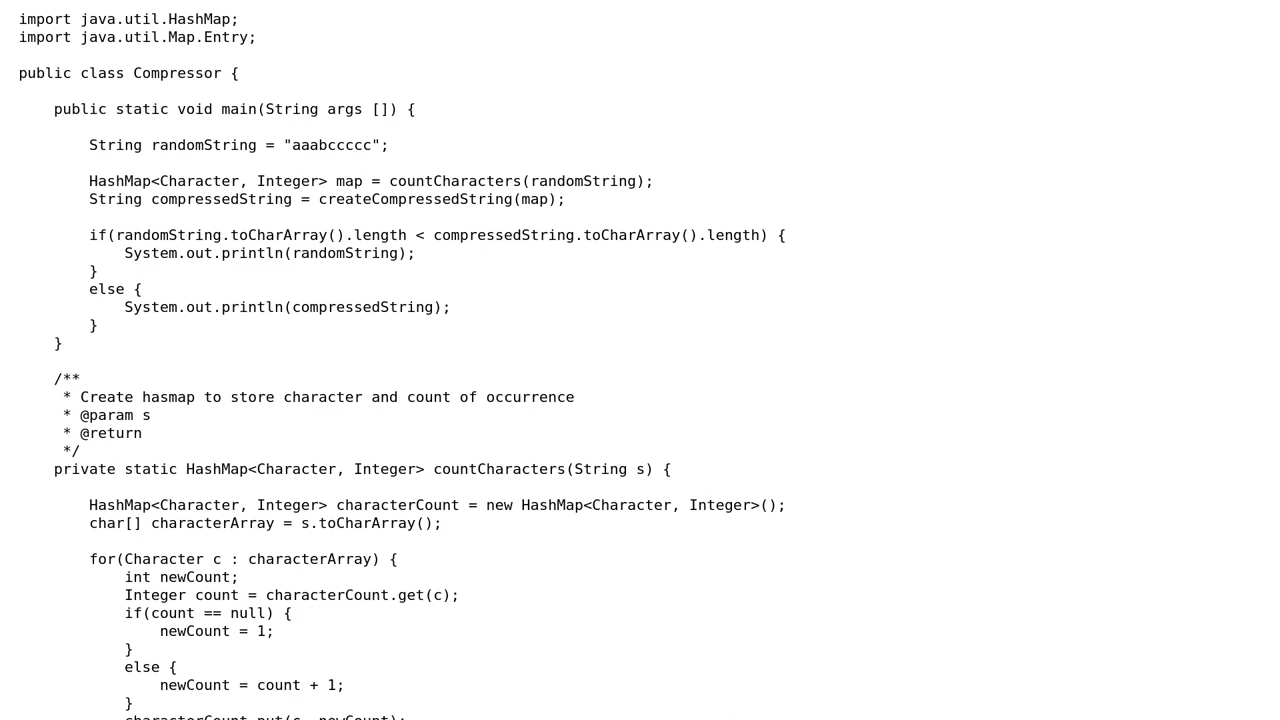 import java.util.HashMap;
import java.util.Map.Entry;
public class Compressor {
public static void main(String args []) {
String randomString = "aaabccccc";
HashMap<Character, Integer> map = countCharacters(randomString);
String compressedString = createCompressedString(map);
if(randomString.toCharArray().length < compressedString.toCharArray().length) {
System.out.println(randomString);
}
else {
System.out.println(compressedString);
}
}
/**
* Create hasmap to store character and count of occurrence
* @param s
* @return
*/
private static HashMap<Character, Integer> countCharacters(String s) {
HashMap<Character, Integer> characterCount = new HashMap<Character, Integer>();
char[] characterArray = s.toCharArray();
for(Character c : characterArray) {
int newCount;
Integer count = characterCount.get(c);
if(count == null) {
newCount = 1;
}
else {
newCount = count + 1;
}
characterCount.put(c, newCount);